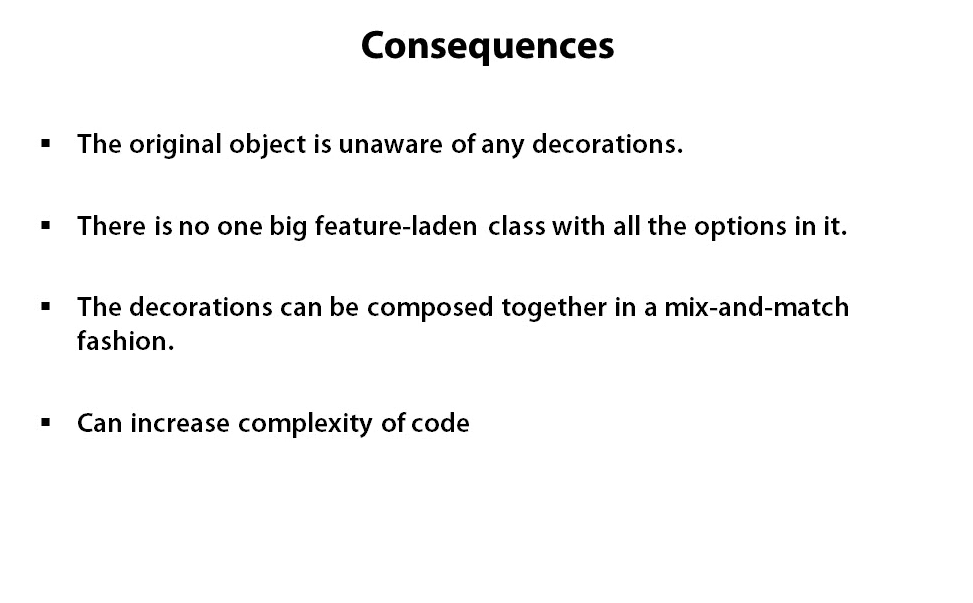 Consequences
▪ The original object is unaware of any decorations.
▪ There is no one big feature-laden class with all the options in it.
▪ The decorations can be composed together in a mix-and-match
fashion.
▪ Can increase complexity of code